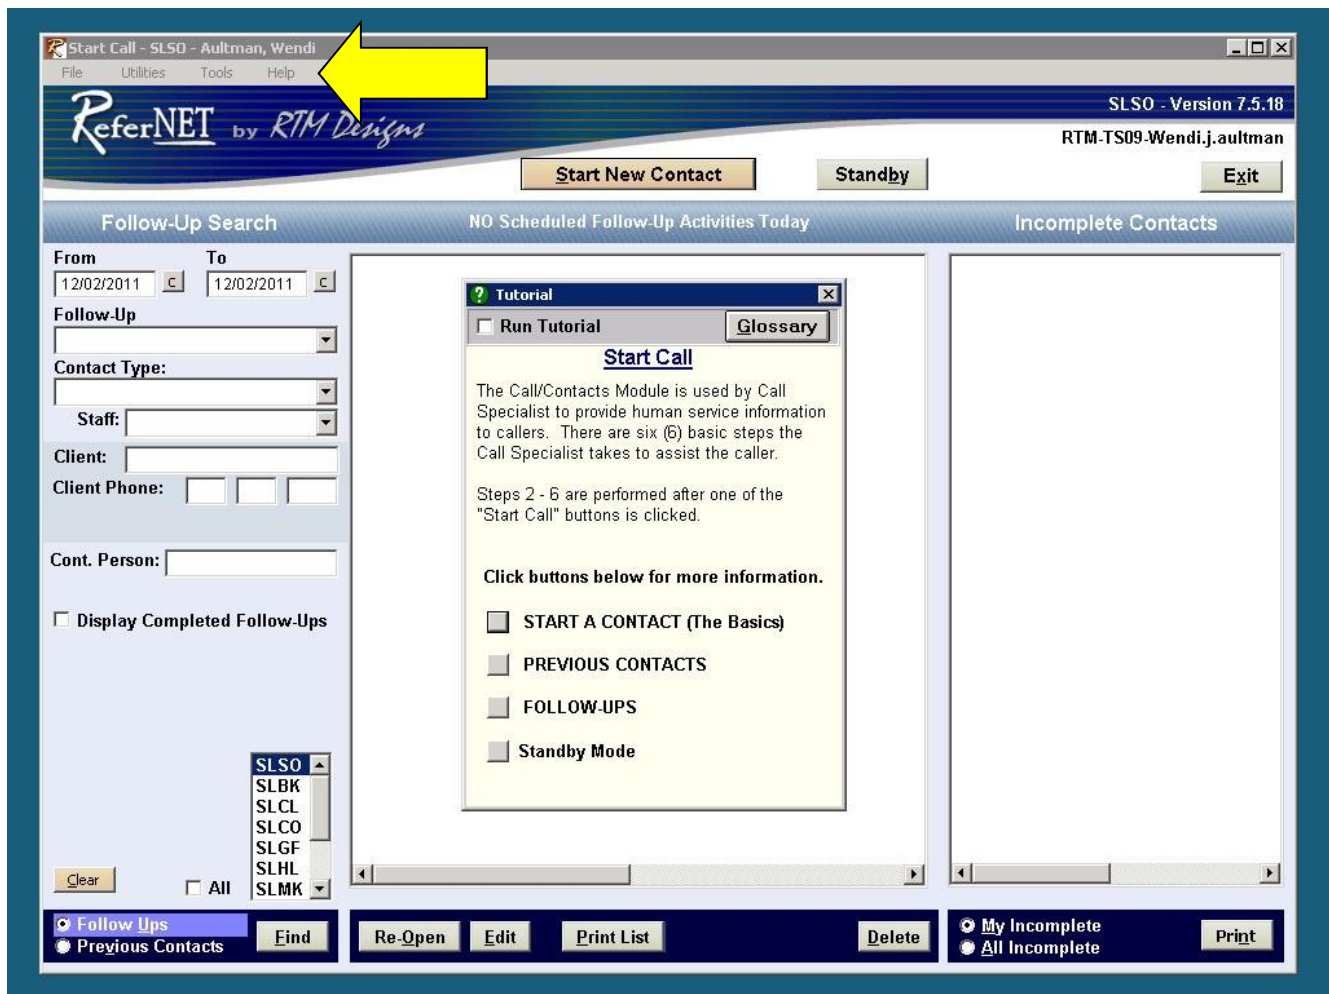 Start Call - SLSO - Aultman, Wendi
File Utilities Tools Help
ReferNET by RTM Designs
SLSO - Version 7.5.18
RTM-TS09-Wendi.j.aultman
Start New Contact Standby Exit
Follow-Up Search NO Scheduled Follow-Up Activities Today Incomplete Contacts
From To
12/02/2011 C 12/02/2011 C
Follow-Up
Contact Type:
Staff:
Client:
Client Phone:
Cont. Person:
Display Completed Follow-Ups
SLSO
SLBK
SLCL
SLCO
SLGF
SLHL
SLMK
Clear All
Tutorial
Run Tutorial Glossary
Start Call
The Call/Contacts Module is used by Call
Specialist to provide human service information
to callers. There are six (6) basic steps the
Call Specialist takes to assist the caller.
Steps 2 - 6 are performed after one of the
"Start Call" buttons is clicked.
Click buttons below for more information.
START A CONTACT (The Basics)
PREVIOUS CONTACTS
FOLLOW-UPS
Standby Mode
Follow Ups
Previous Contacts
Find Re-Open Edit Print List Delete
My Incomplete
All Incomplete
Print